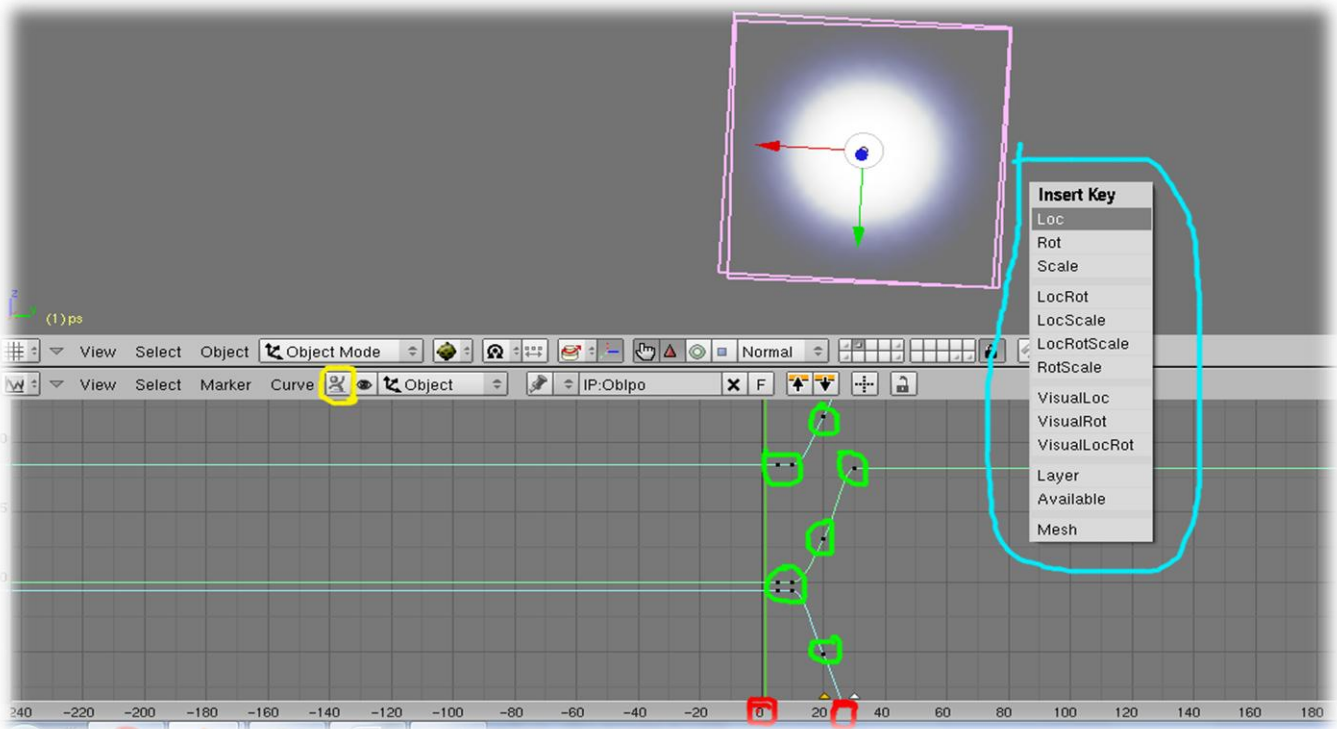 Insert Key
Loc
Rot
Scale
LocRot
LocScale
LocRotScale
RotScale
VisualLoc
VisualRot
VisualLocRot
Layer
Available
Mesh
z
(1) ps
View Select Object Object Mode Normal
View Select Marker Curve Object IP:ObIpo F
240 -220 -200 -180 -160 -140 -120 -100 -80 -60 -40 -20 0 20 40 60 80 100 120 140 160 180